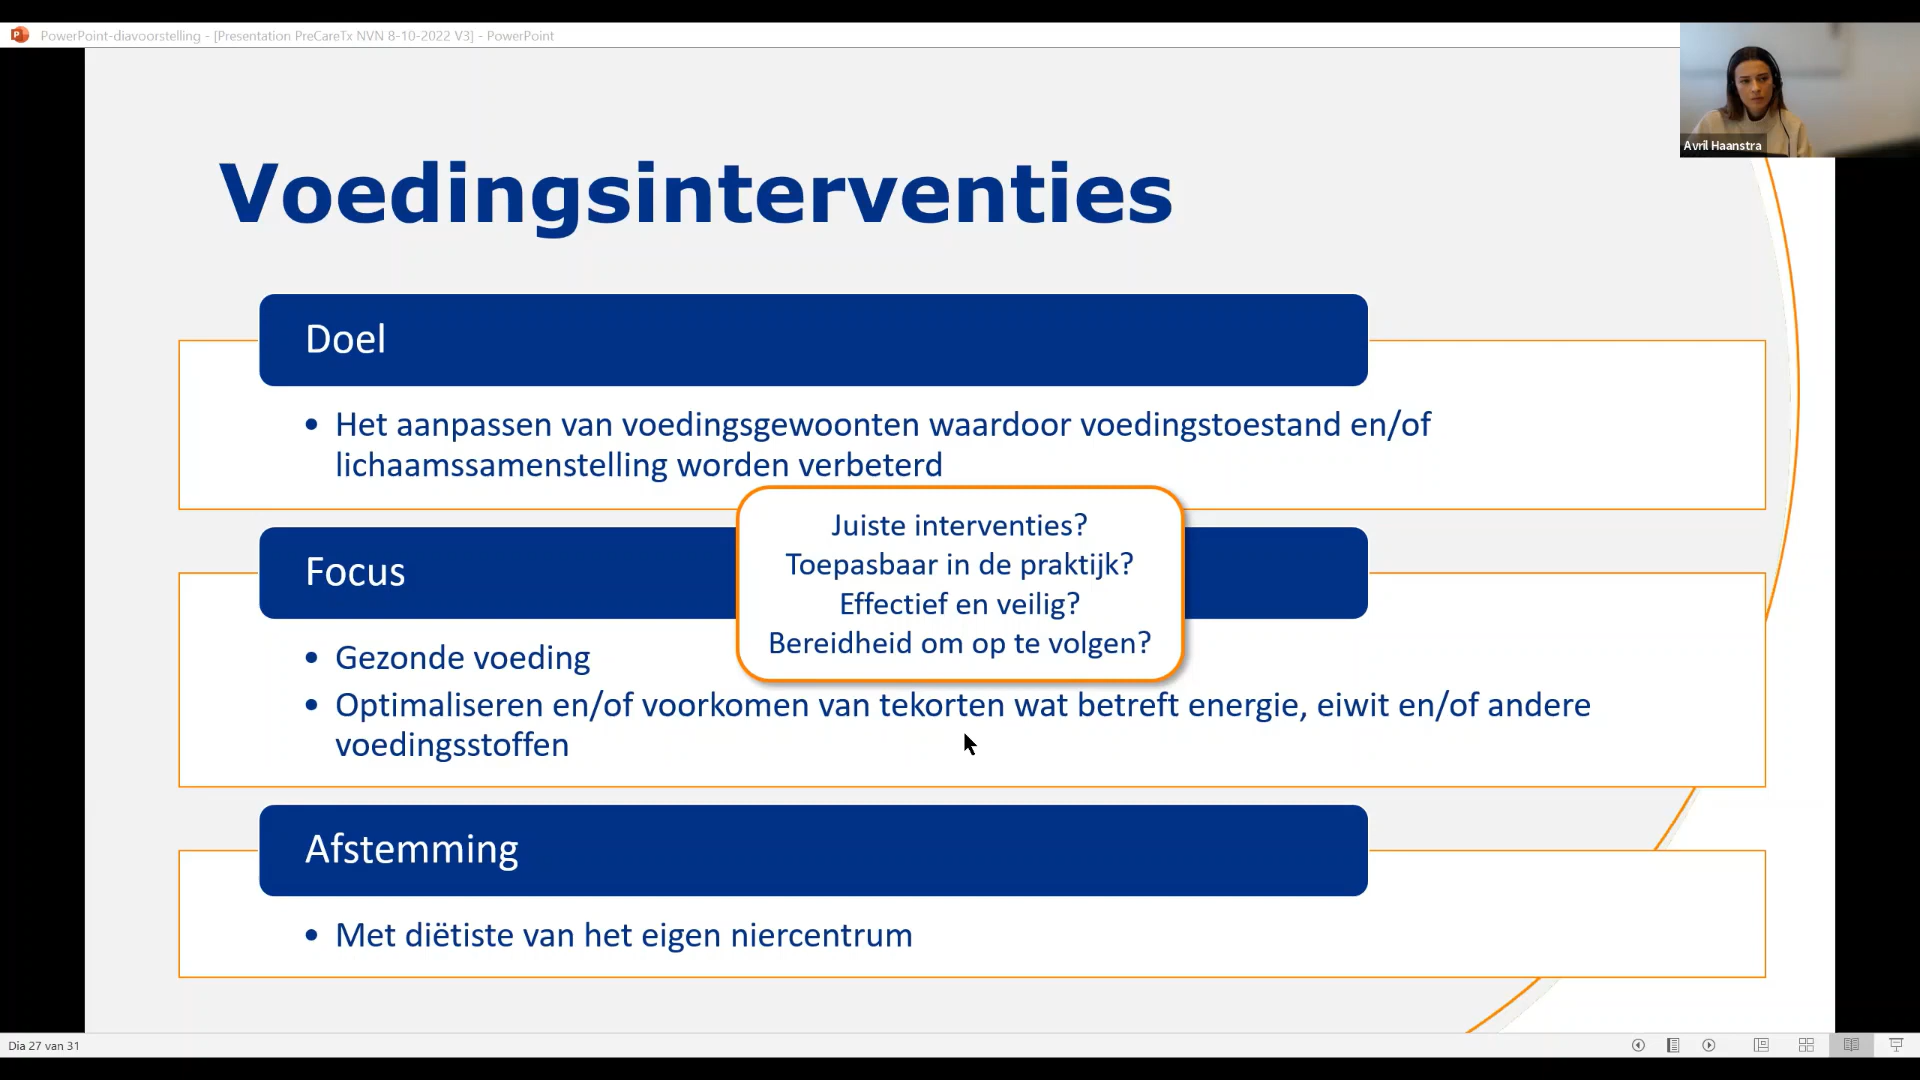 PowerPoint-diavoorstelling - [Presentation PreCareTx NVN 8-10-2022 V3] - PowerPoint
Avril Haanstra
Voedingsinterventies
Doel
• Het aanpassen van voedingsgewoonten waardoor voedingstoestand en/of
lichaamssamenstelling worden verbeterd
Juiste interventies?
Toepasbaar in de praktijk?
Effectief en veilig?
Bereidheid om op te volgen?
Focus
• Gezonde voeding
• Optimaliseren en/of voorkomen van tekorten wat betreft energie, eiwit en/of andere
voedingsstoffen
Afstemming
• Met diëtiste van het eigen niercentrum
Dia 27 van 31